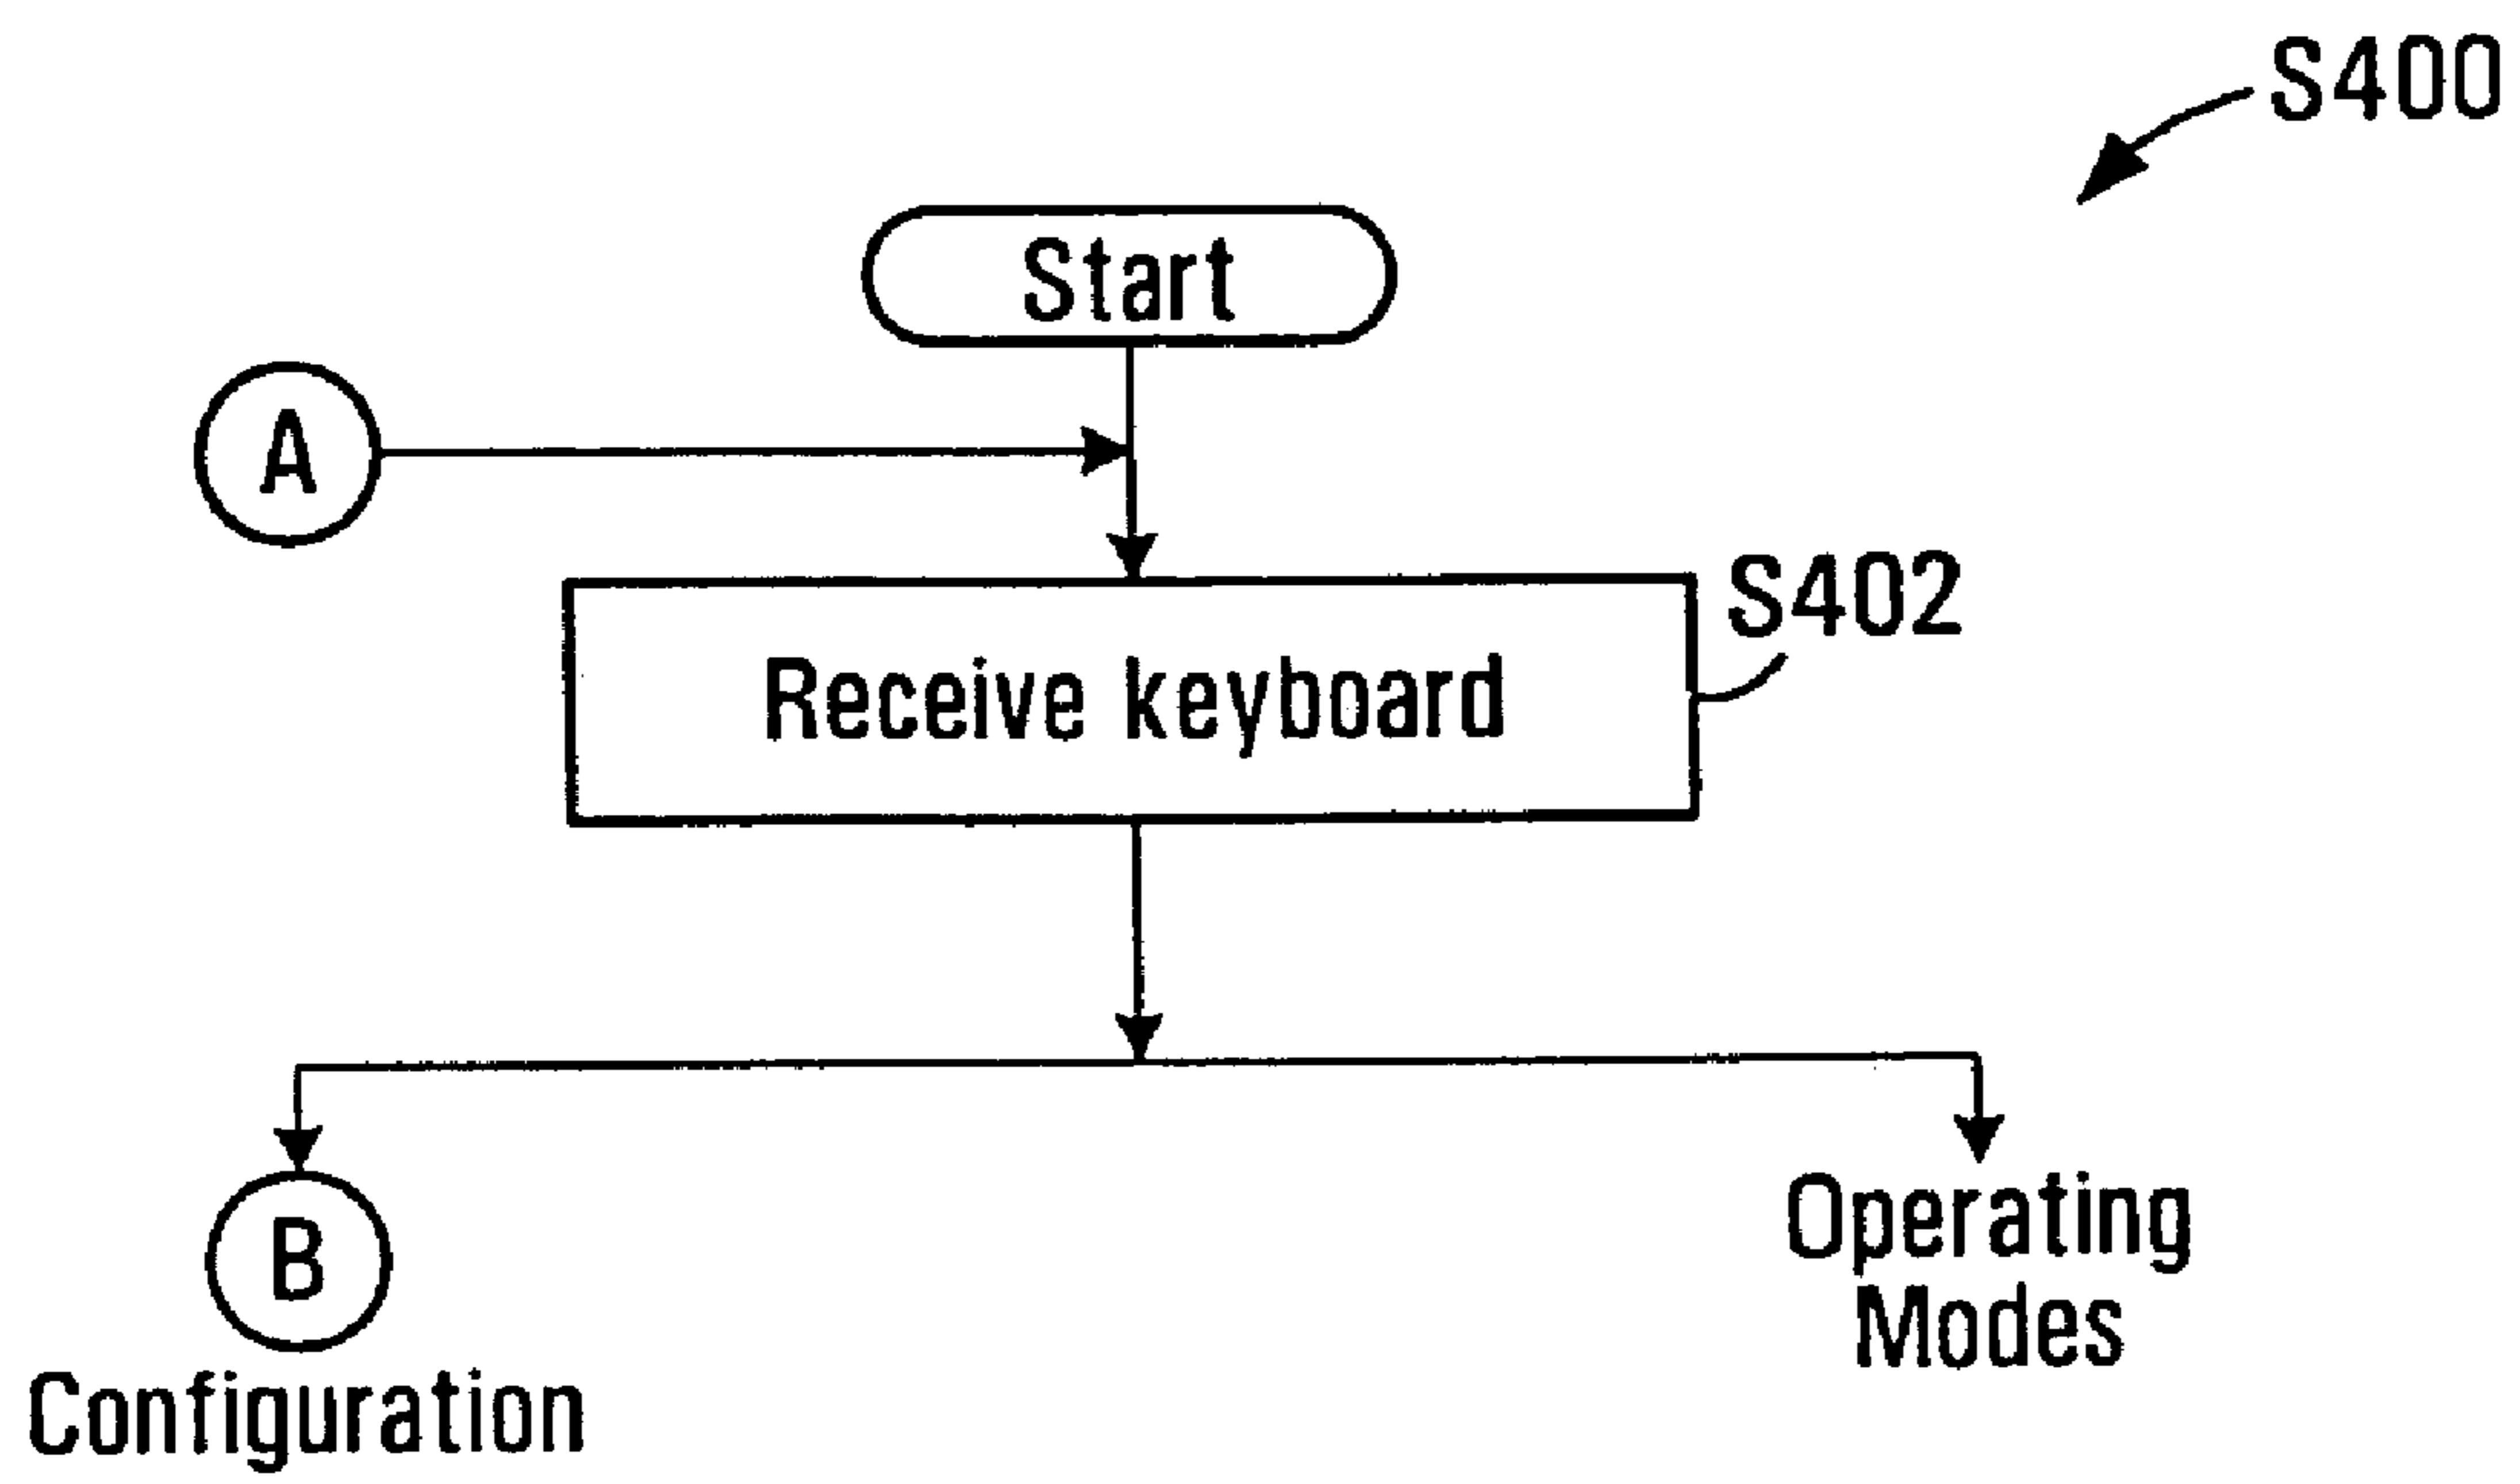 S400
Start
A
S402
Receive keyboard
B
Configuration
Operating
Modes